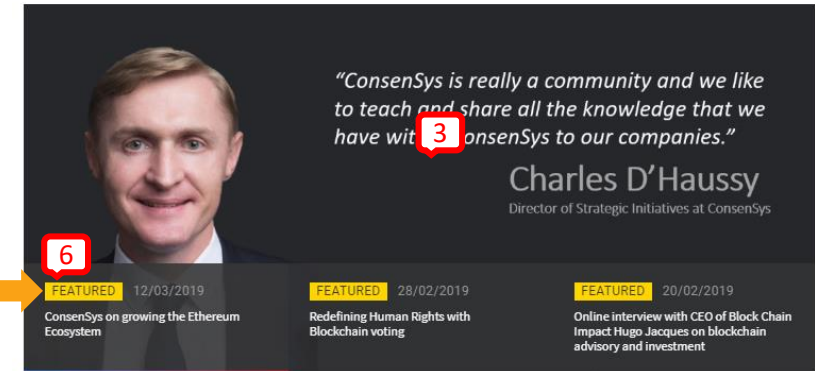 “ConsenSys is really a community and we like
to teach and share all the knowledge that we
have wit 3 onsenSys to our companies.”
Charles D’Haussy
Director of Strategic Initiatives at ConsenSys
6
FEATURED 12/03/2019
ConsenSys on growing the Ethereum
Ecosystem
FEATURED 28/02/2019
Redefining Human Rights with
Blockchain voting
FEATURED 20/02/2019
Online interview with CEO of Block Chain
Impact Hugo Jacques on blockchain
advisory and investment